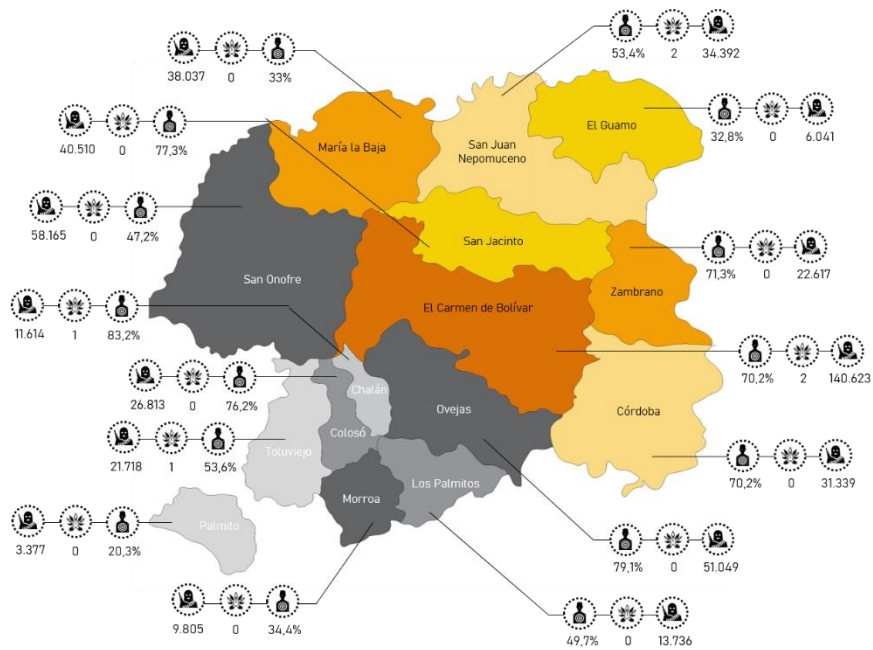 53,4% 2 34.392
38.037 0 33%
El Guamo
32,8% 0 6.041
María la Baja
San Juan
Nepomuceno
40.510 0 77,3%
58.165 0 47,2%
San Jacinto
71,3% 0 22.617
San Onofre
Zambrano
El Carmen de Bolívar
11.614 1 83,2%
70,2% 2 140.623
Chalán
26.813 0 76,2%
Ovejas
Córdoba
Colosó
21.718 1 53,6%
Toluviejo
70,2% 0 31.339
Los Palmitos
Morroa
Palmito
3.377 0 20,3%
79,1% 0 51.049
9.805 0 34,4%
49,7% 0 13.736